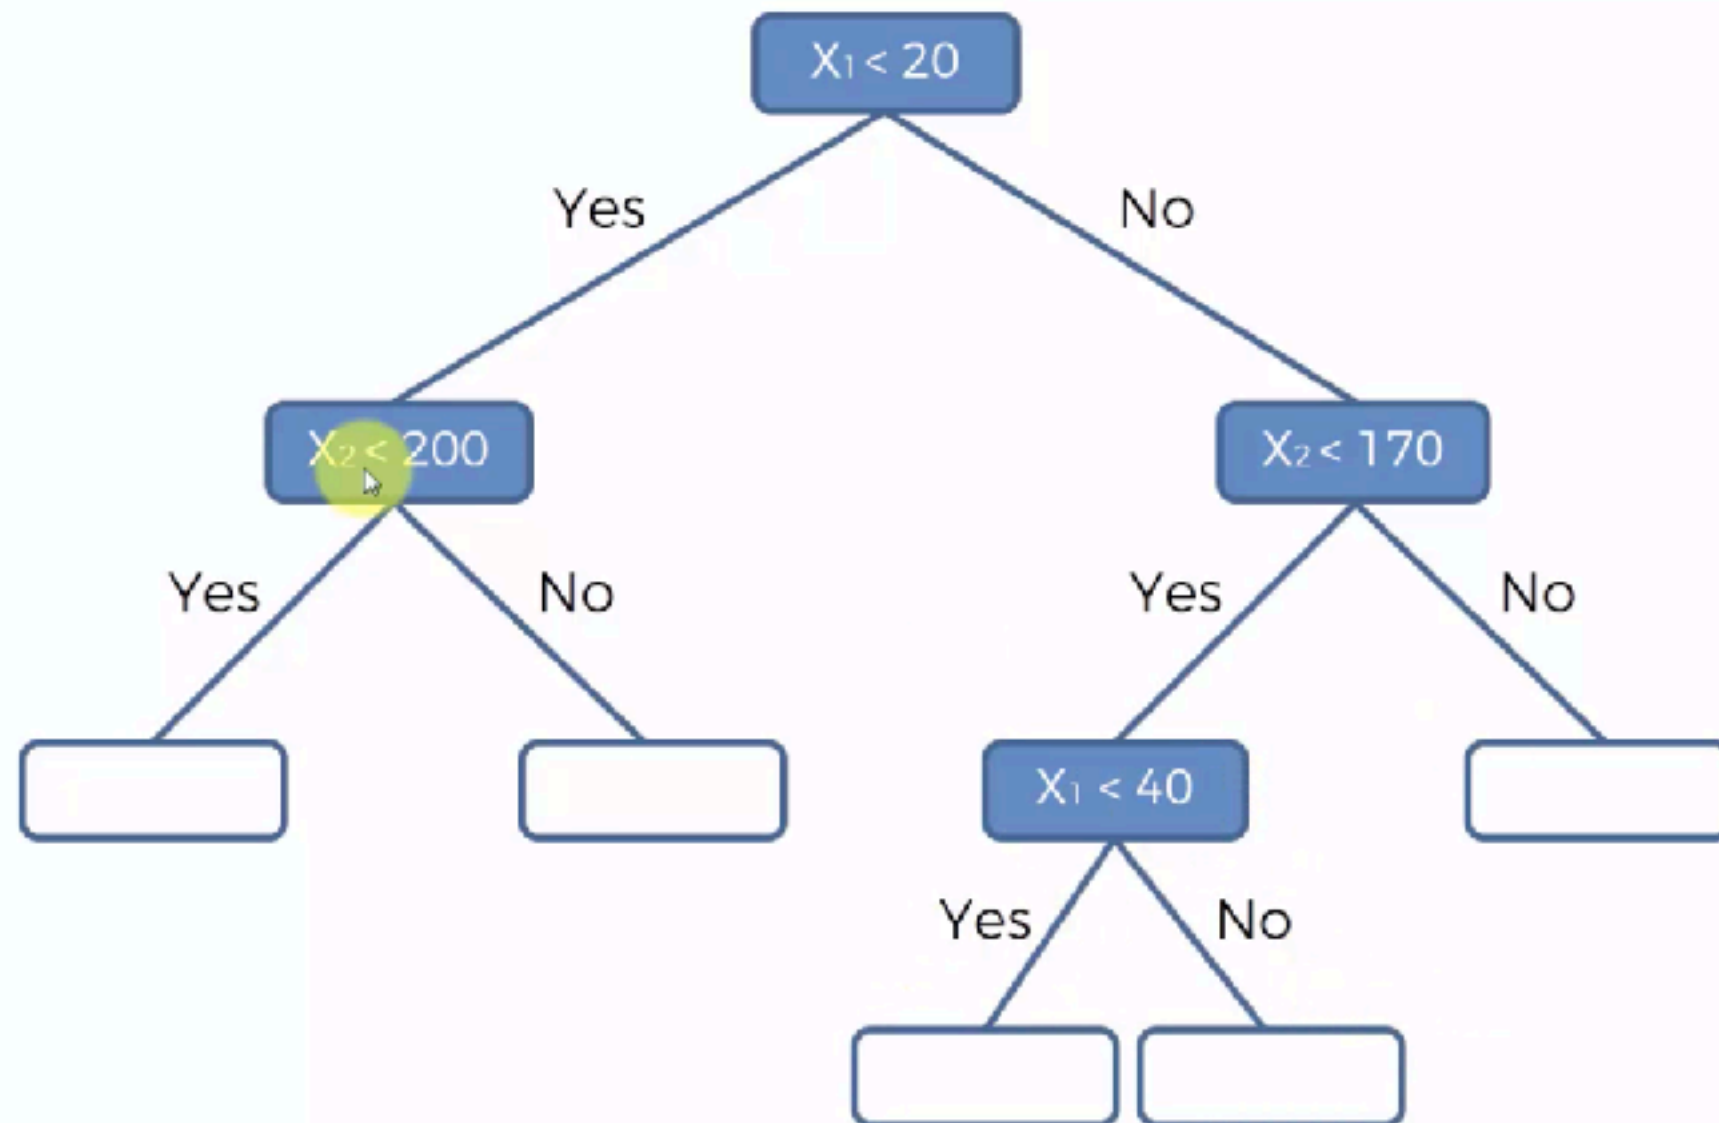 X₁ < 20
Yes
No
X₂ < 200
X₂ < 170
Yes
No
Yes
No
X₁ < 40
Yes
No